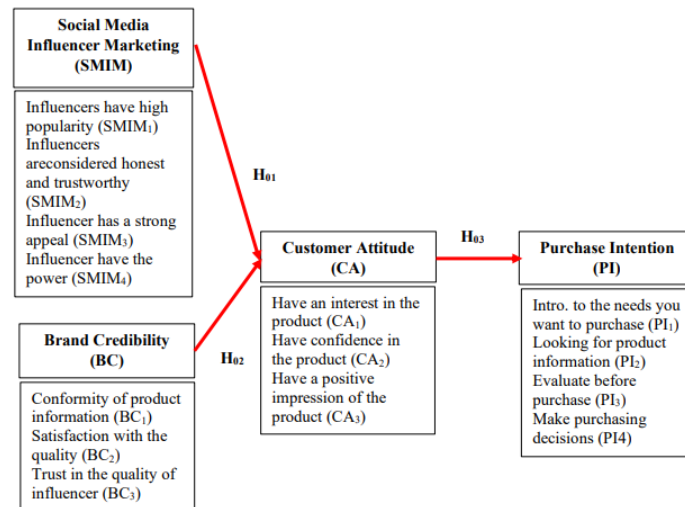 Social Media
Influencer Marketing
(SMIM)
Influencers have high
popularity (SMIM₁)
Influencers
areconsidered honest
and trustworthy
(SMIM₂)
Influencer has a strong
appeal (SMIM₃)
Influencer have the
power (SMIM₄)
H₀₁
Brand Credibility
(BC)
Conformity of product
information (BC₁)
Satisfaction with the
quality (BC₂)
Trust in the quality of
influencer (BC₃)
H₀₂
Customer Attitude
(CA)
Have an interest in the
product (CA₁)
Have confidence in
the product (CA₂)
Have a positive
impression of the
product (CA₃)
H₀₃
Purchase Intention
(PI)
Intro. to the needs you
want to purchase (PI₁)
Looking for product
information (PI₂)
Evaluate before
purchase (PI₃)
Make purchasing
decisions (PI4)